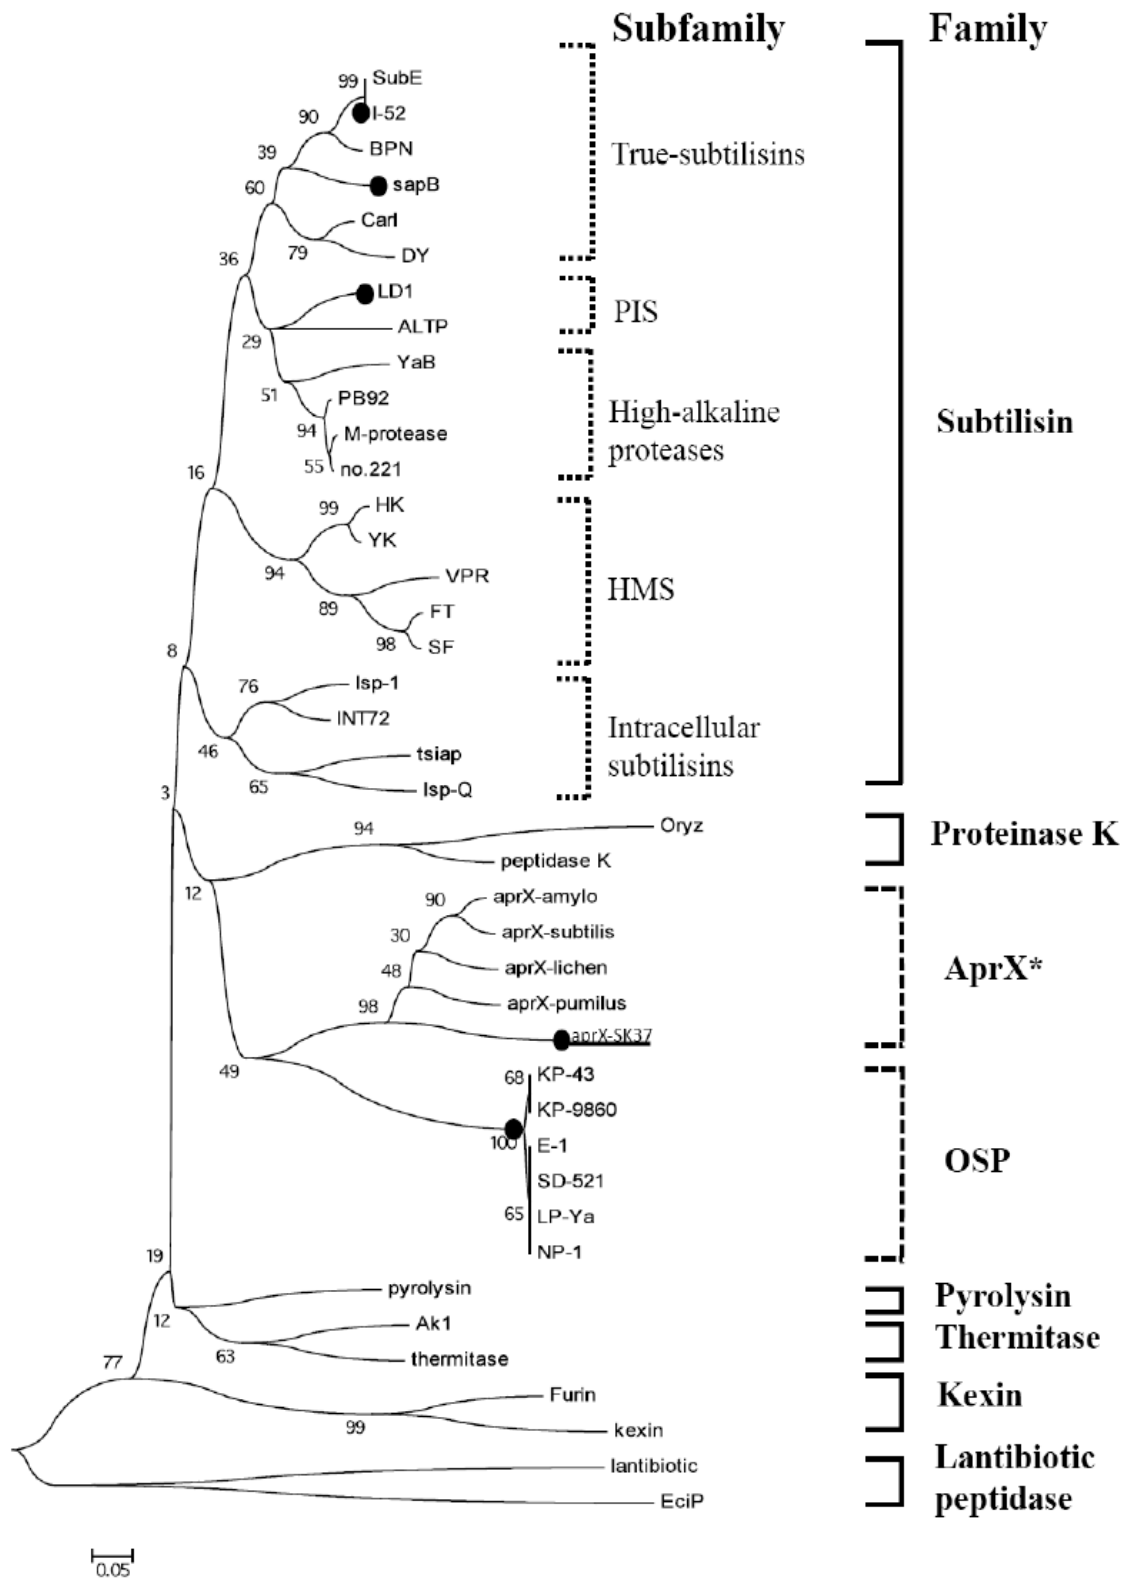 Subfamily Family
99 SubE
I-52
90
BPN
39
True-subtilisins
sapB
60
Carl
79 DY
36
LD1
PIS
ALTP
29
YaB
51
PB92
High-alkaline
proteases
94 M-protease
55 no.221
Subtilisin
16
99 HK
YK
94
VPR
HMS
89 FT
98 SF
8
76 Isp-1
INT72
Intracellular
subtilisins
46
tsiap
65 Isp-Q
3
94 Oryz
Proteinase K
peptidase K
12
90 aprX-amylo
aprX-subtilis
30
aprX-lichen
AprX*
48
aprX-pumilus
98
aprX-SK37
49
68 KP-43
KP-9860
100 E-1
OSP
SD-521
65 LP-Ya
NP-1
19
pyrolysin
Pyrolysin
12
Ak1
Thermitase
63 thermitase
77
Furin
Kexin
99 kexin
lantibiotic
Lantibiotic
peptidase
EciP
0.05